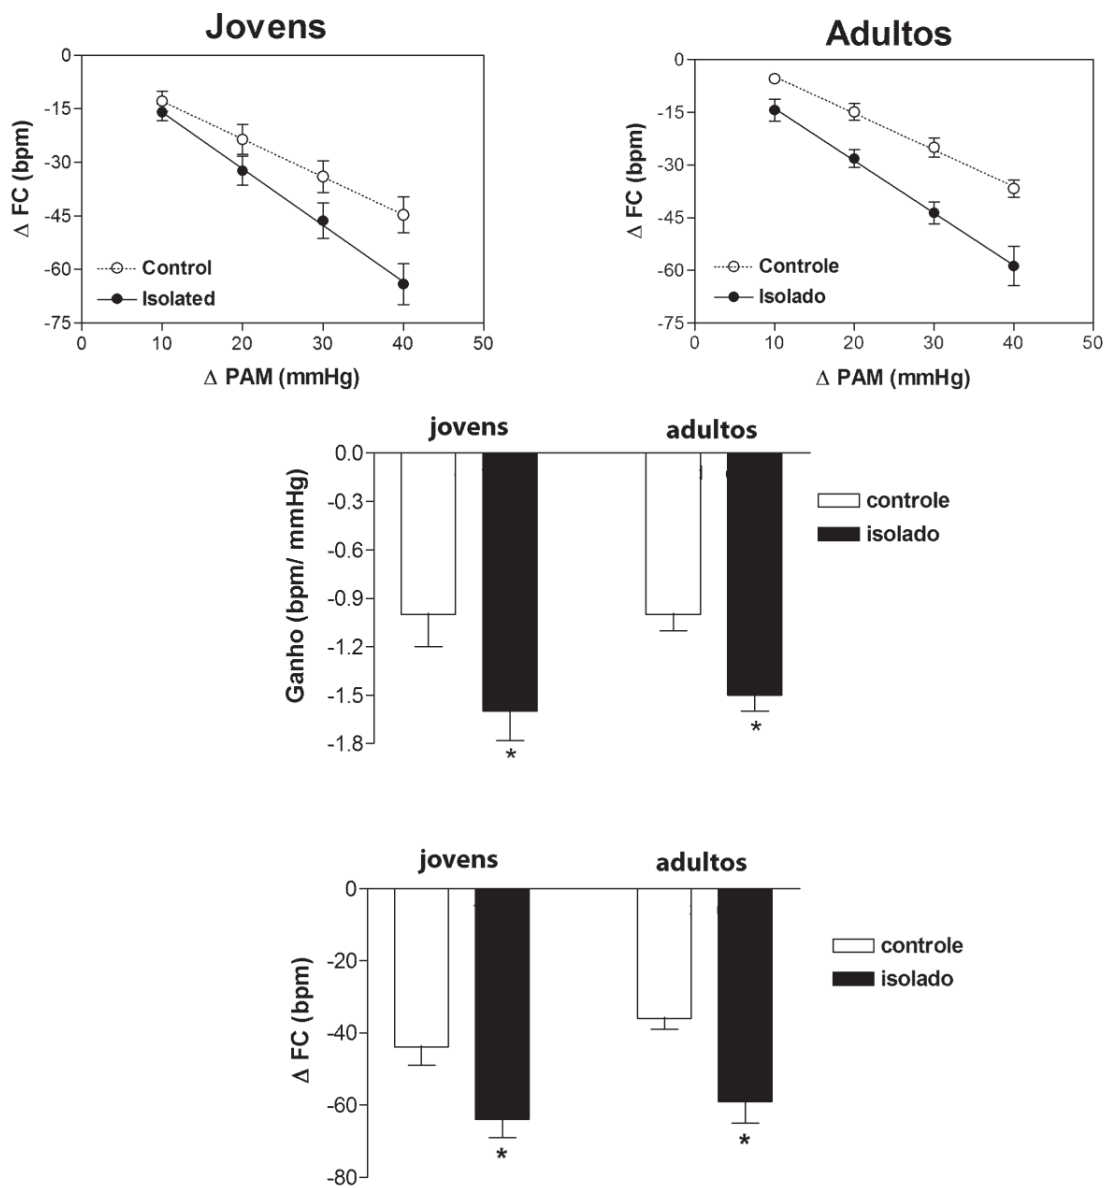 Jovens
Adultos
0
-15
-30
-45
-60
-75
Δ FC (bpm)
Control
Isolated
0
10
20
30
40
50
Δ PAM (mmHg)
0
-15
-30
-45
-60
-75
Δ FC (bpm)
Controle
Isolado
0
10
20
30
40
50
Δ PAM (mmHg)
jovens
adultos
0.0
-0.3
-0.6
-0.9
-1.2
-1.5
-1.8
Ganho (bpm/ mmHg)
*
*
controle
isolado
jovens
adultos
0
-20
-40
-60
-80
Δ FC (bpm)
*
*
controle
isolado